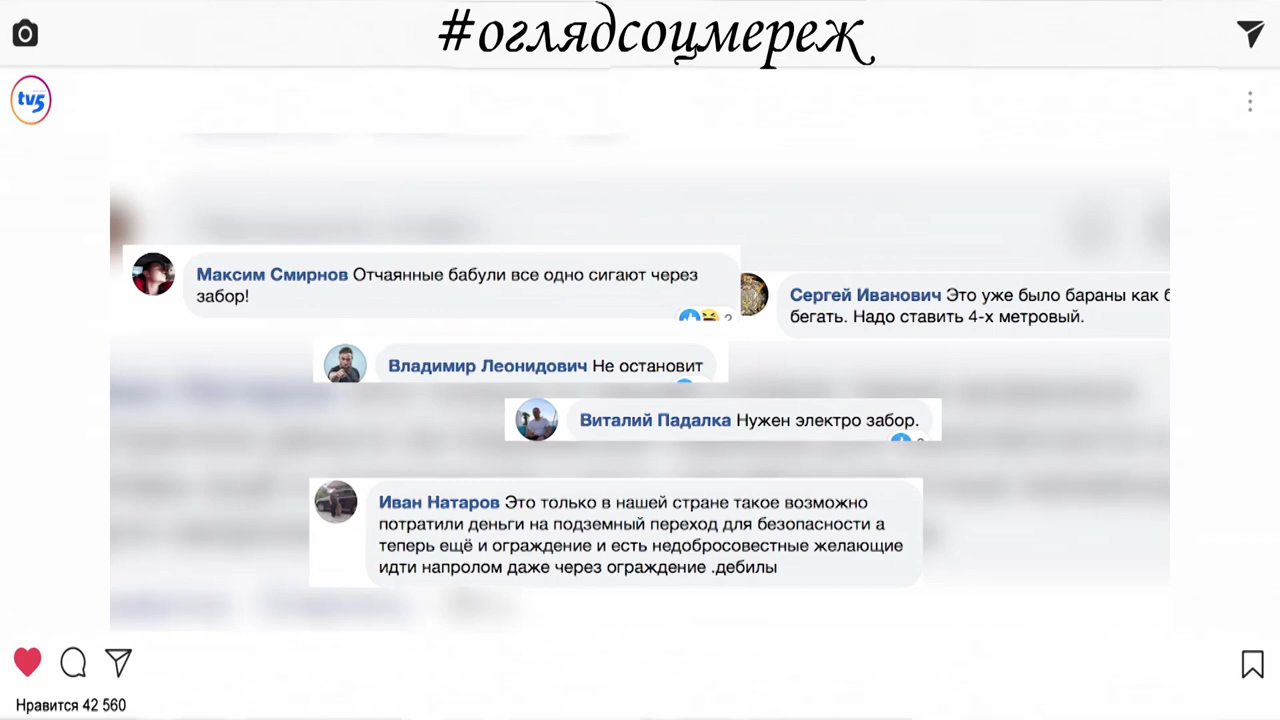 #оглядсоцмереж
tv5
Максим Смирнов Отчаянные бабули все одно сигают через
забор!
Сергей Иванович Это уже было бараны как
бегать. Надо ставить 4-х метровый.
Владимир Леонидович Не остановит
Виталий Падалка Нужен электро забор.
Иван Натаров Это только в нашей стране такое возможно
потратили деньги на подземный переход для безопасности а
теперь ещё и ограждение и есть недобросовестные желающие
идти напролом даже через ограждение .дебилы
Нравится 42 560